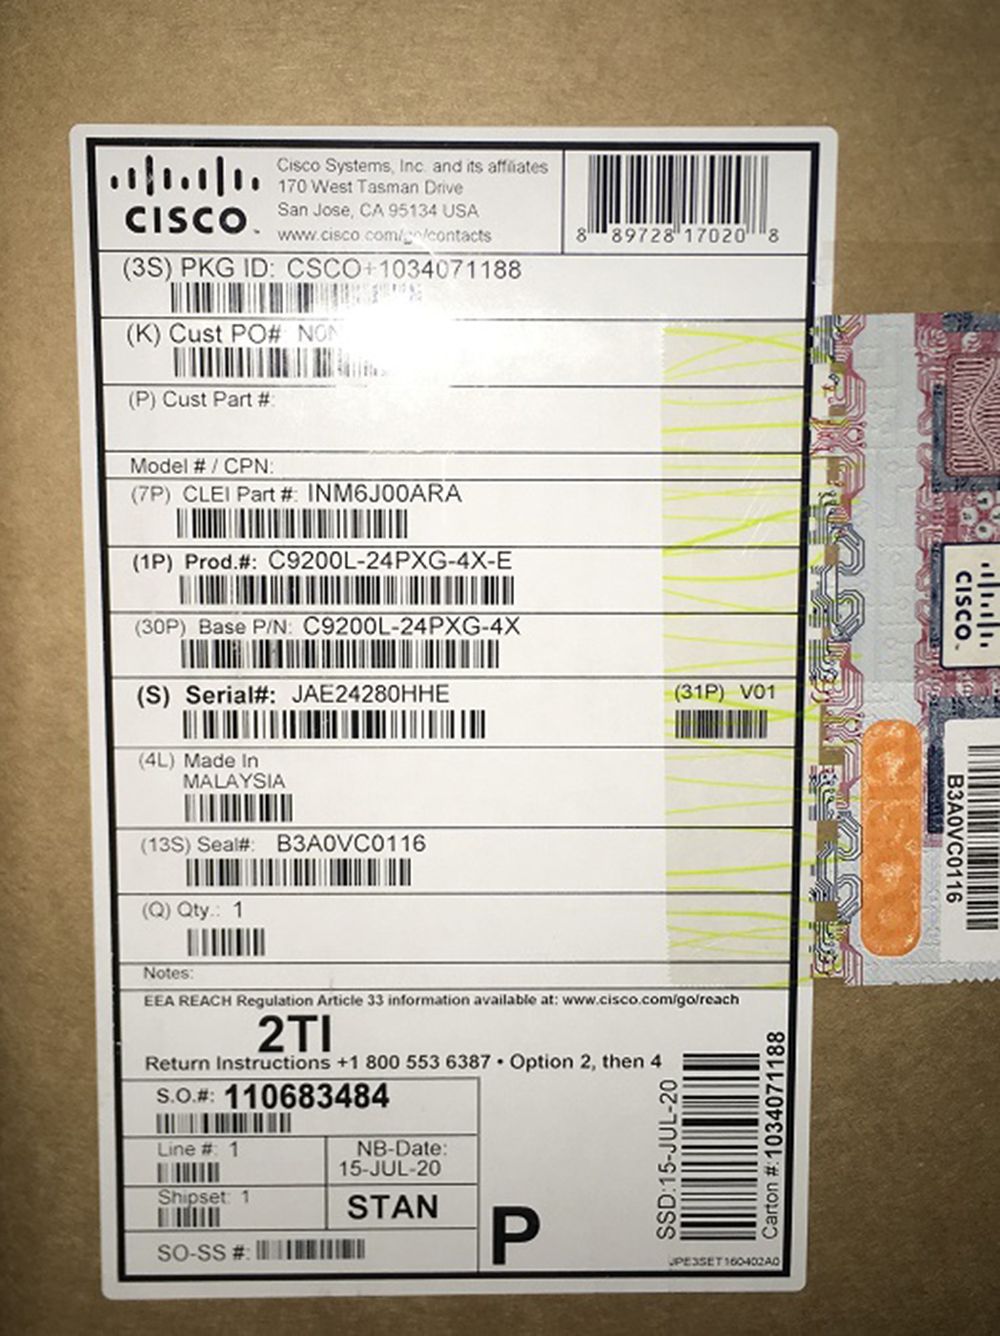 CISCO™
Cisco Systems, Inc. and its affiliates
170 West Tasman Drive
San Jose, CA 95134 USA
www.cisco.com/go/contacts
8 89728 17020 8
(3S) PKG ID: CSCO+1034071188
(K) Cust PO#
(P) Cust Part #:
Model # / CPN:
(7P) CLEI Part #: INM6J00ARA
(1P) Prod.#: C9200L-24PXG-4X-E
(30P) Base P/N: C9200L-24PXG-4X
(S) Serial#: JAE24280HHE
(31P) V01
(4L) Made In
MALAYSIA
(13S) Seal#: B3A0VC0116
(Q) Qty.: 1
Notes:
EEA REACH Regulation Article 33 information available at: www.cisco.com/go/reach
2TI
Return Instructions +1 800 553 6387 • Option 2, then 4
S.O.#: 110683484
Line #: 1
NB-Date:
15-JUL-20
Shipset: 1
STAN
SO-SS #:
P
SSD:15-JUL-20
Carton #:1034071188
JPE3SET160402A0
CISCO™
B3A0VC0116